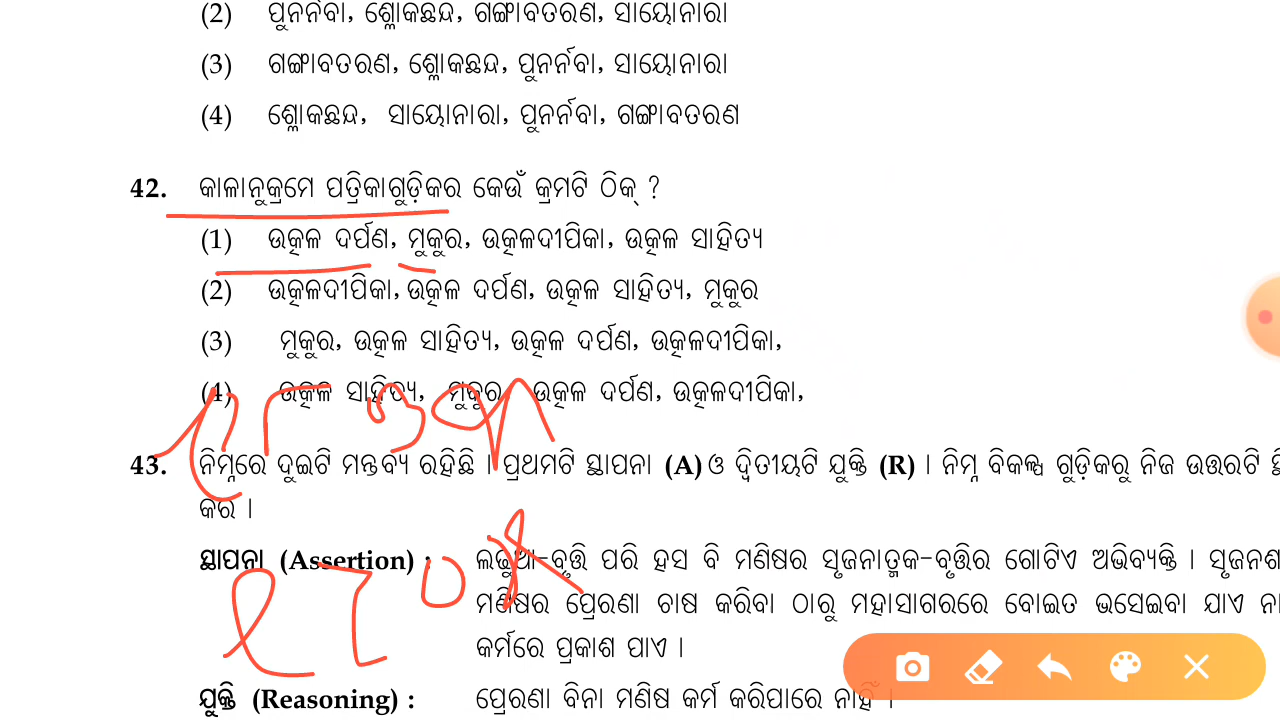 (2) ପୁନର୍ନବା, ଶ୍ଳୋକଛନ୍ଦ, ଗଙ୍ଗାବତରଣ, ସାୟୋନାରା
(3) ଗଙ୍ଗାବତରଣ, ଶ୍ଳୋକଛନ୍ଦ, ପୁନର୍ନବା, ସାୟୋନାରା
(4) ଶ୍ଳୋକଛନ୍ଦ, ସାୟୋନାରା, ପୁନର୍ନବା, ଗଙ୍ଗାବତରଣ
42. କାଳାନୁକ୍ରମେ ପତ୍ରିକାଗୁଡ଼ିକର କେଉଁ କ୍ରମଟି ଠିକ୍ ?
(1) ଉତ୍କଳ ଦର୍ପଣ, ମୁକୁର, ଉତ୍କଳଦୀପିକା, ଉତ୍କଳ ସାହିତ୍ୟ
(2) ଉତ୍କଳଦୀପିକା, ଉତ୍କଳ ଦର୍ପଣ, ଉତ୍କଳ ସାହିତ୍ୟ, ମୁକୁର
(3) ମୁକୁର, ଉତ୍କଳ ସାହିତ୍ୟ, ଉତ୍କଳ ଦର୍ପଣ, ଉତ୍କଳଦୀପିକା,
(4) ଉତ୍କଳ ସାହିତ୍ୟ, ମୁକୁର, ଉତ୍କଳ ଦର୍ପଣ, ଉତ୍କଳଦୀପିକା,
43. ନିମ୍ନରେ ଦୁଇଟି ମନ୍ତବ୍ୟ ରହିଛି । ପ୍ରଥମଟି ସ୍ଥାପନା (A) ଓ ଦ୍ୱିତୀୟଟି ଯୁକ୍ତି (R) । ନିମ୍ନ ବିକଳ୍ପ ଗୁଡ଼ିକରୁ ନିଜ ଉତ୍ତରଟି
କର ।
ସ୍ଥାପନା (Assertion) : ଲଢୁଆ-ବୃତ୍ତି ପରି ହସ ବି ମଣିଷର ସୃଜନାତ୍ମକ-ବୃତ୍ତିର ଗୋଟିଏ ଅଭିବ୍ୟକ୍ତି ।
ମଣିଷର ପ୍ରେରଣା ଚାଷ କରିବା ଠାରୁ ମହାସାଗରରେ ବୋଇତ ଭସେଇବା ଯାଏ
କର୍ମରେ ପ୍ରକାଶ ପାଏ ।
ଯୁକ୍ତି (Reasoning) : ପ୍ରେରଣା ବିନା ମଣିଷ କର୍ମ କରିପାରେ ନାହିଁ ।